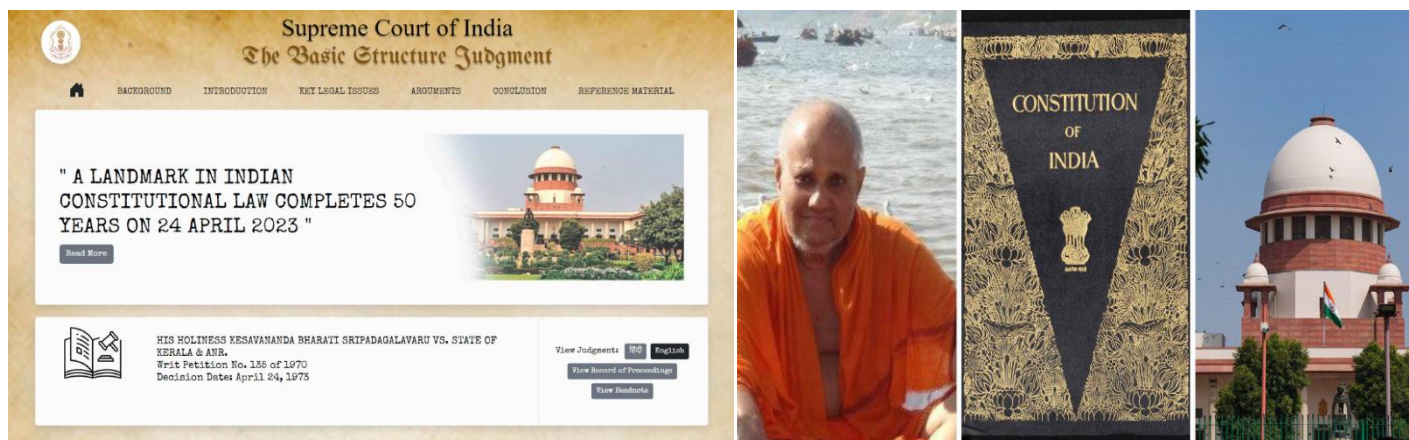 Supreme Court of India
The Basic Structure Judgment
BACKGROUND INTRODUCTION KEY LEGAL ISSUES ARGUMENTS CONCLUSION REFERENCE MATERIAL
" A LANDMARK IN INDIAN
CONSTITUTIONAL LAW COMPLETES 50
YEARS ON 24 APRIL 2023 "
Read More
HIS HOLINESS KESAVANANDA BHARATI SRIPADAGALAVARU VS. STATE OF
KERALA & ANR.
Writ Petition No. 135 of 1970
Decision Date: April 24, 1973
View Judgment: हिंदी English
View Record of Proceedings
View Headnote
CONSTITUTION
OF
INDIA